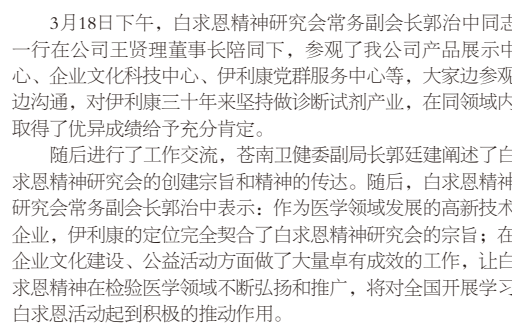 3月18日下午，白求恩精神研究会常务副会长郭治中同志
一行在公司王贤理董事长陪同下，参观了我公司产品展示中
心、企业文化科技中心、伊利康党群服务中心等，大家边参观
边沟通，对伊利康三十年来坚持做诊断试剂产业，在同领域内
取得了优异成绩给予充分肯定。
随后进行了工作交流，苍南卫健委副局长郭廷建阐述了白
求恩精神研究会的创建宗旨和精神的传达。随后，白求恩精神
研究会常务副会长郭治中表示：作为医学领域发展的高新技术
企业，伊利康的定位完全契合了白求恩精神研究会的宗旨；在
企业文化建设、公益活动方面做了大量卓有成效的工作，让白
求恩精神在检验医学领域不断弘扬和推广，将对全国开展学习
白求恩活动起到积极的推动作用。